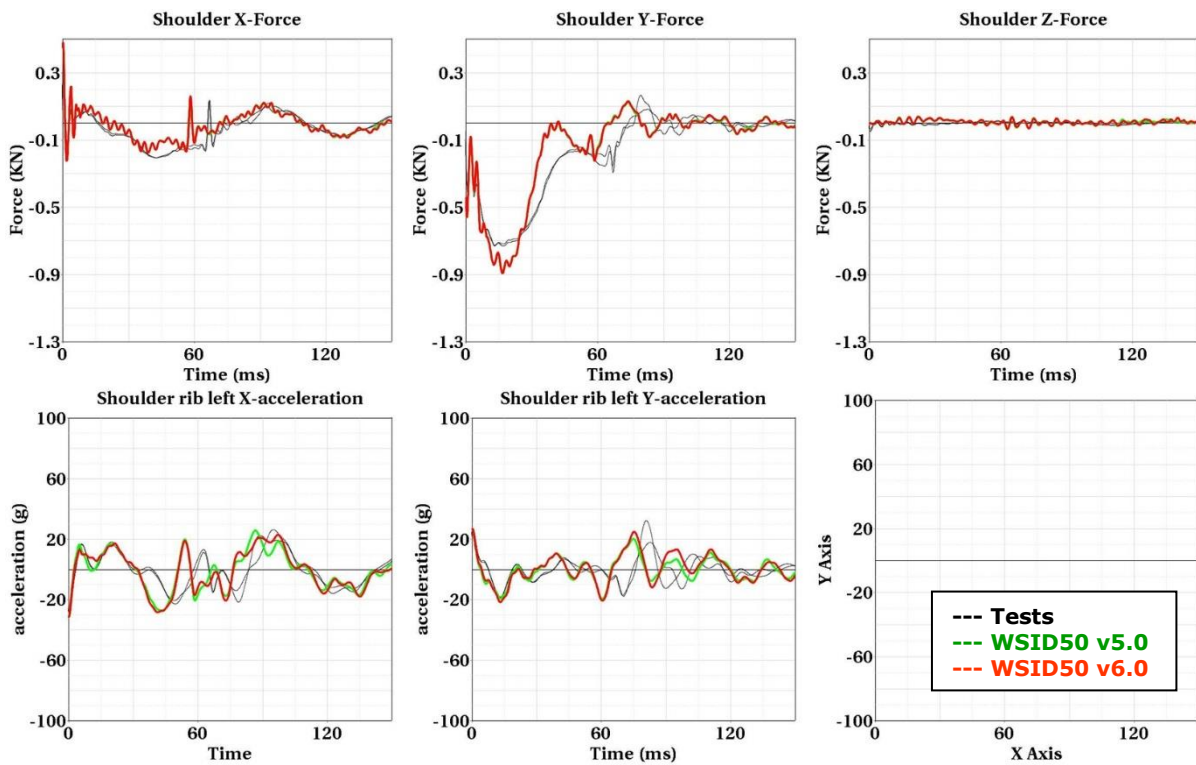 Shoulder X-Force
Shoulder Y-Force
Shoulder Z-Force
Force (KN)
0.3
-0.1
-0.5
-0.9
-1.3
0
60
120
Time (ms)
Force (KN)
0.3
-0.1
-0.5
-0.9
-1.3
0
60
120
Time (ms)
Force (KN)
0.3
-0.1
-0.5
-0.9
-1.3
0
60
120
Time (ms)
Shoulder rib left X-acceleration
Shoulder rib left Y-acceleration
acceleration (g)
100
60
20
-20
-60
-100
0
60
120
Time
acceleration (g)
100
60
20
-20
-60
-100
0
60
120
Time (ms)
Y Axis
100
60
20
-20
-60
-100
0
60
120
X Axis
--- Tests
--- WSID50 v5.0
--- WSID50 v6.0